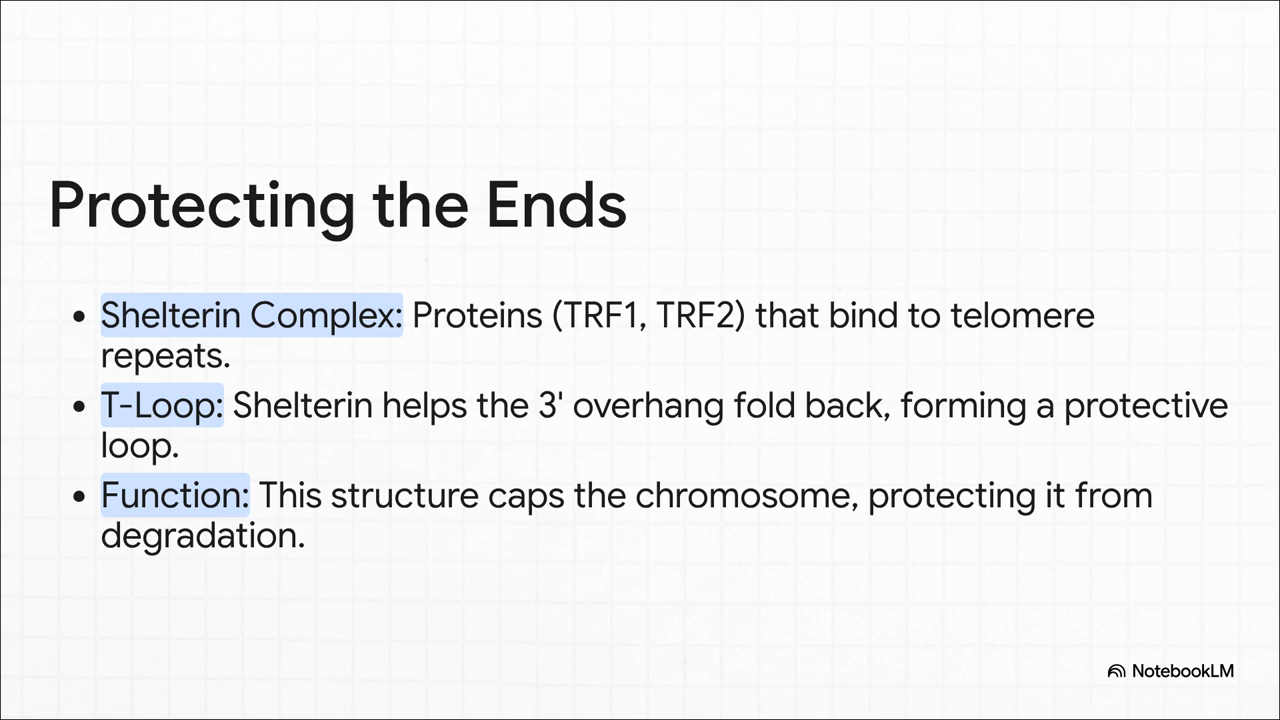 Protecting the Ends
• Shelterin Complex: Proteins (TRF1, TRF2) that bind to telomere
repeats.
• T-Loop: Shelterin helps the 3' overhang fold back, forming a protective
loop.
• Function: This structure caps the chromosome, protecting it from
degradation.
NotebookLM